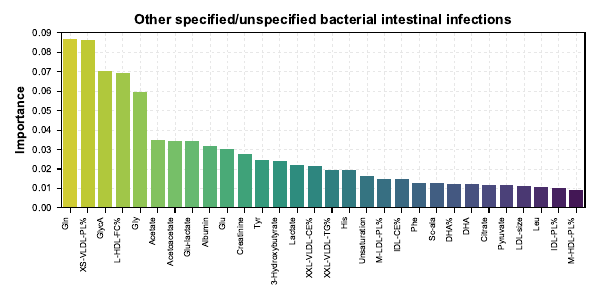 Other specified/unspecified bacterial intestinal infections
Importance
0.09
0.08
0.07
0.06
0.05
0.04
0.03
0.02
0.01
0.00
Gln
XS-VLDL-PL%
GlycA
L-HDL-FC%
Gly
Acetate
Acetoacetate
Glu-lactate
Albumin
Glu
Creatinine
Tyr
3-Hydroxybutyrate
Lactate
XXL-VLDL-CE%
XXL-VLDL-TG%
His
Unsaturation
M-LDL-PL%
IDL-CE%
Phe
Sc-ala
DHA%
DHA
Citrate
Pyruvate
LDL-size
Leu
IDL-PL%
M-HDL-PL%